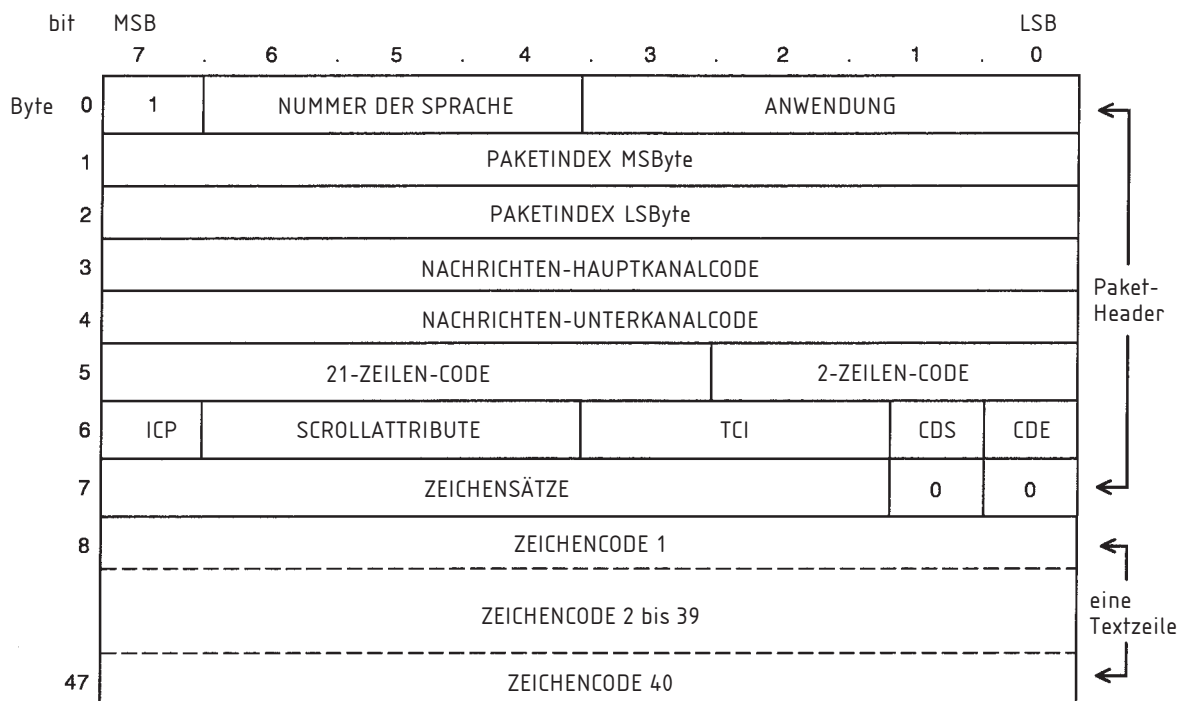 bit MSB LSB
7 . 6 . 5 . 4 . 3 . 2 . 1 . 0
Byte 0 1 NUMMER DER SPRACHE ANWENDUNG
1 PAKETINDEX MSByte
2 PAKETINDEX LSByte
3 NACHRICHTEN-HAUPTKANALCODE
4 NACHRICHTEN-UNTERKANALCODE
Paket-
Header
5 21-ZEILEN-CODE 2-ZEILEN-CODE
6 ICP SCROLLATTRIBUTE TCI CDS CDE
7 ZEICHENSÄTZE 0 0
8 ZEICHENCODE 1
ZEICHENCODE 2 bis 39
eine
Textzeile
47 ZEICHENCODE 40